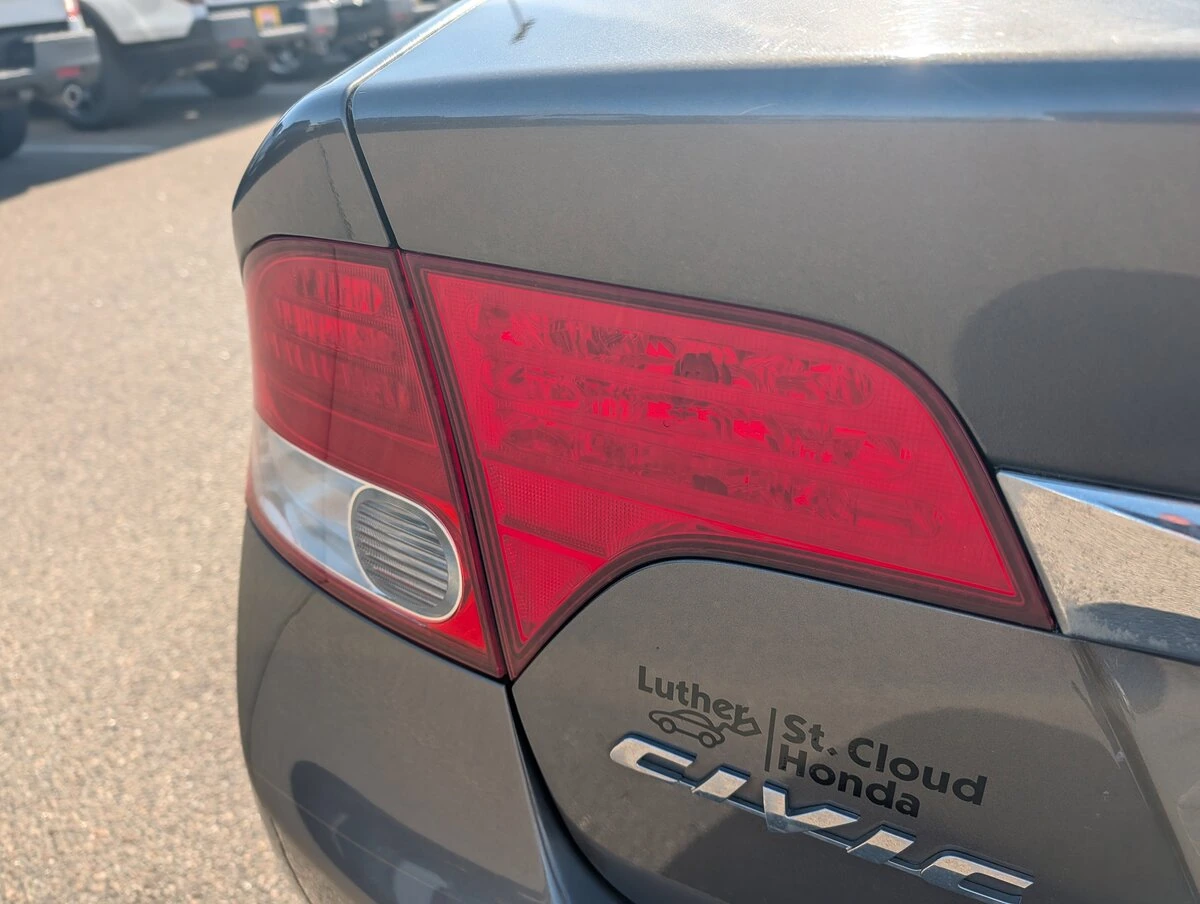 Luther
St. Cloud
Honda
CIVIC